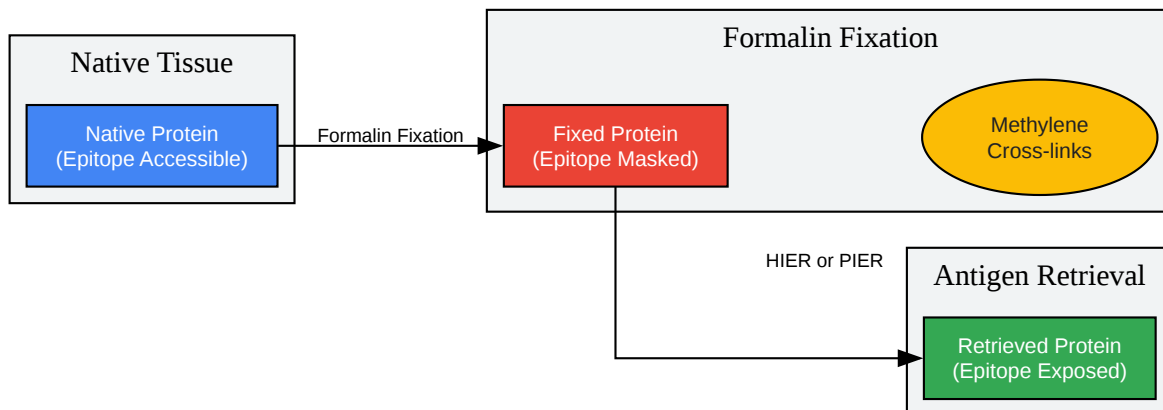 Native Tissue
Native Protein
(Epitope Accessible)
Formalin Fixation
Formalin Fixation
Fixed Protein
(Epitope Masked)
Methylene
Cross-links
HIER or PIER
Antigen Retrieval
Retrieved Protein
(Epitope Exposed)